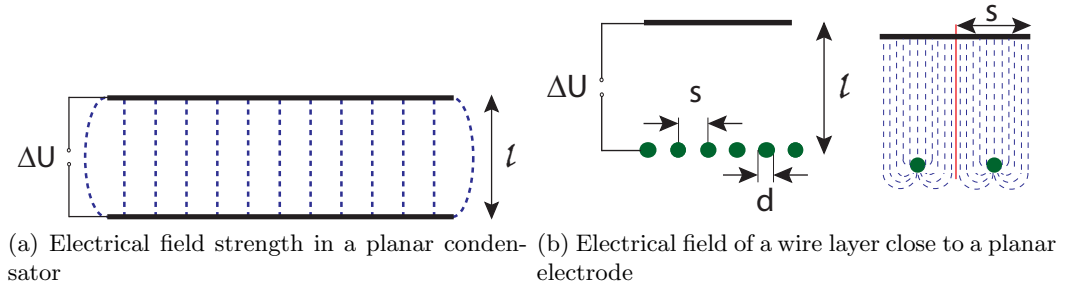 ΔU
l
(a) Electrical field strength in a planar conden-
sator
ΔU
s
d
l
s
(b) Electrical field of a wire layer close to a planar
electrode